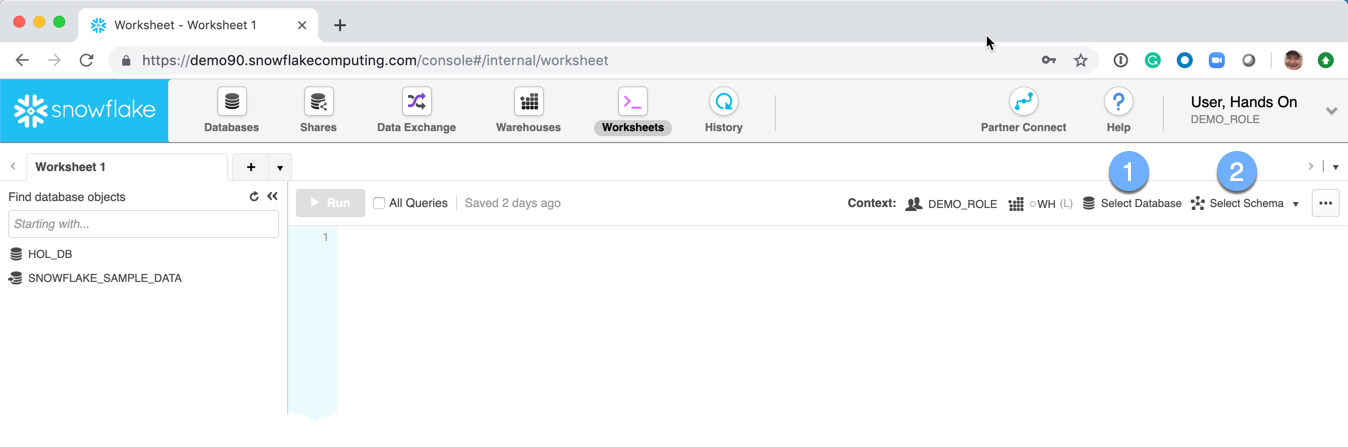 Worksheet - Worksheet 1
https://demo90.snowflakecomputing.com/console#/internal/worksheet
snowflake
Databases
Shares
Data Exchange
Warehouses
Worksheets
History
Partner Connect
Help
User, Hands On
DEMO_ROLE
Worksheet 1
1
2
Find database objects
Run
All Queries
Saved 2 days ago
Context:
DEMO_ROLE
WH (L)
Select Database
Select Schema
Starting with...
1
HOL_DB
SNOWFLAKE_SAMPLE_DATA